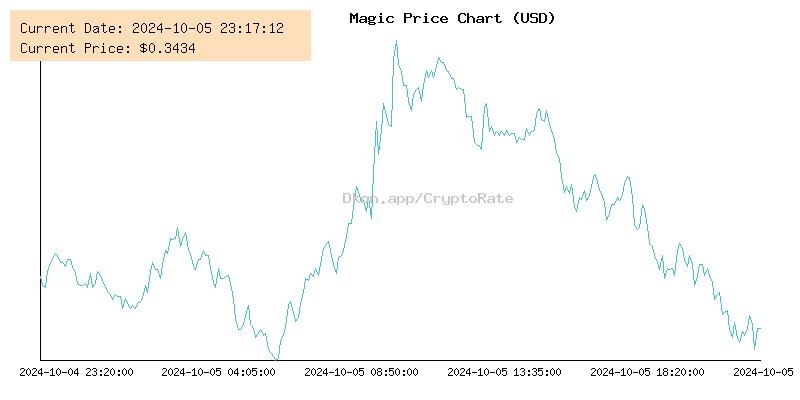 Magic Price Chart (USD)
Current Date: 2024-10-05 23:17:12
Current Price: $0.3434
Dkon.app/CryptoRate
2024-10-04 23:20:00 2024-10-05 04:05:00 2024-10-05 08:50:00 2024-10-05 13:35:00 2024-10-05 18:20:00 2024-10-05